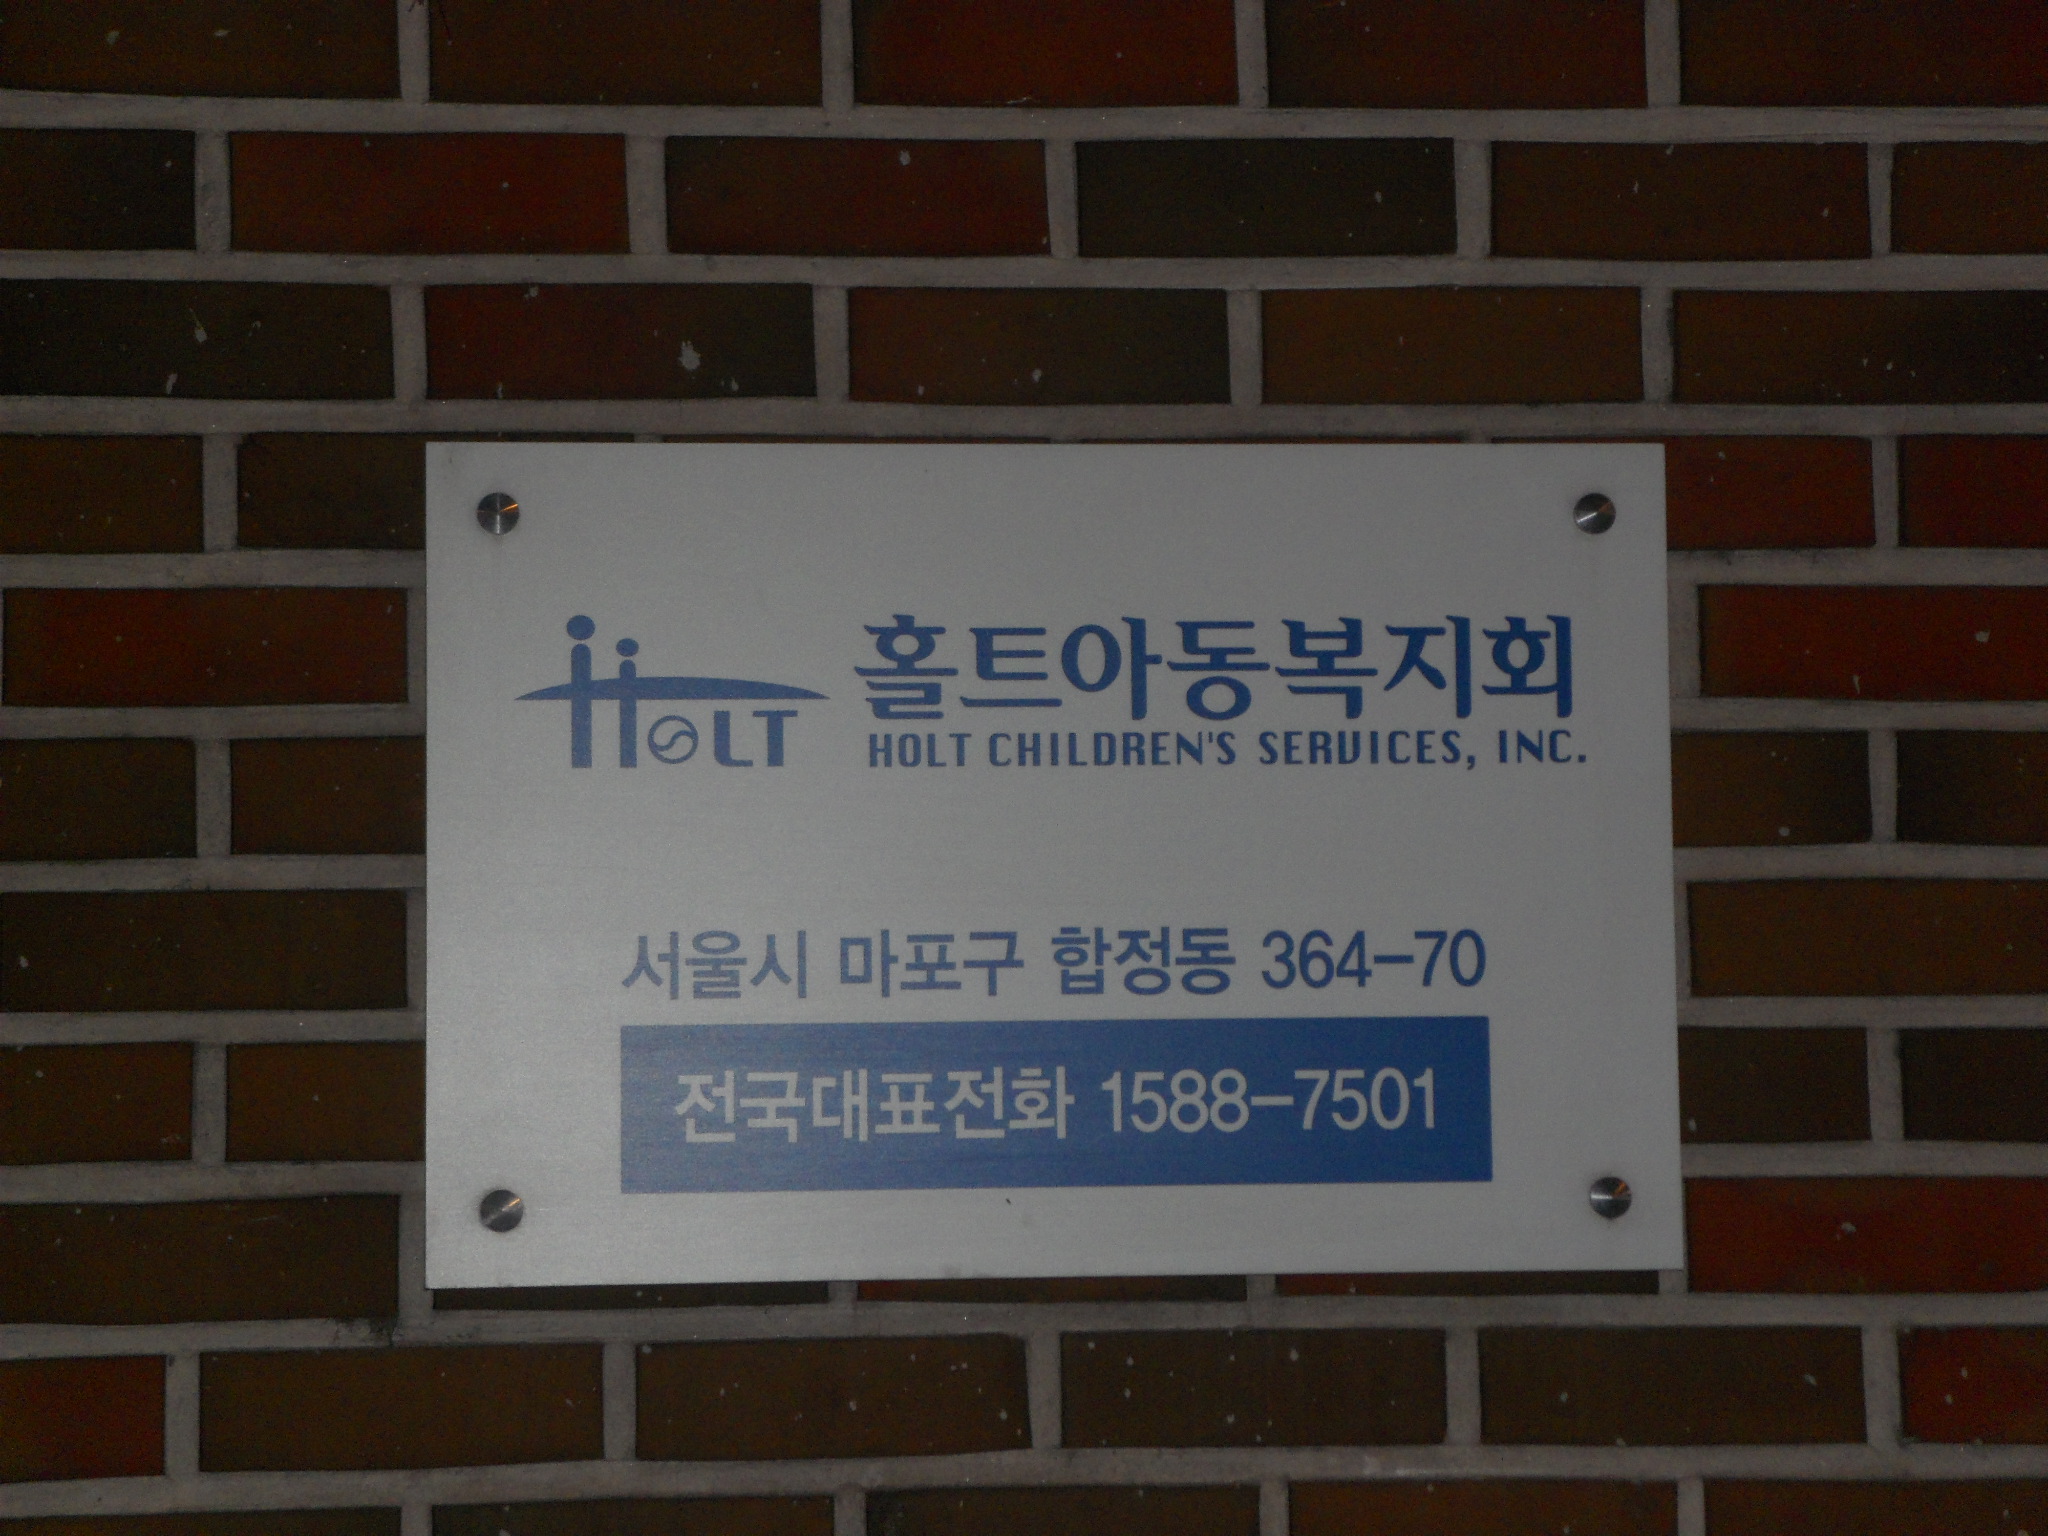 HOLT
홀트아동복지회
HOLT CHILDREN'S SERVICES, INC.
서울시 마포구 합정동 364-70
전국대표전화 1588-7501